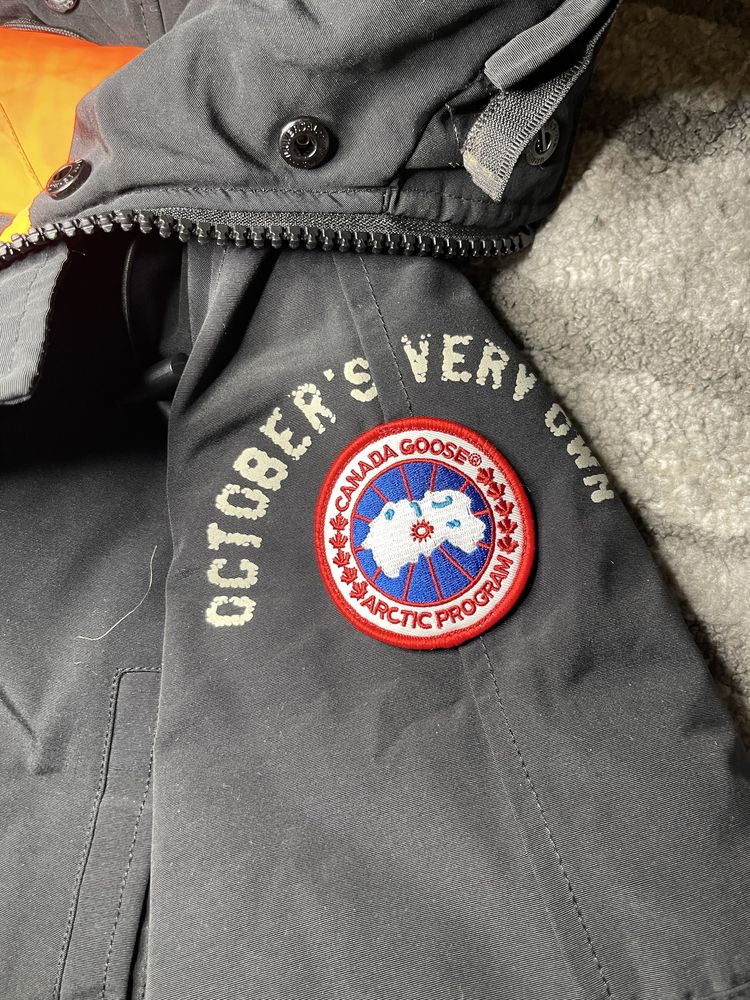 OCTOBER'S VERY OWN
CANADA GOOSE®
ARCTIC PROGRAM